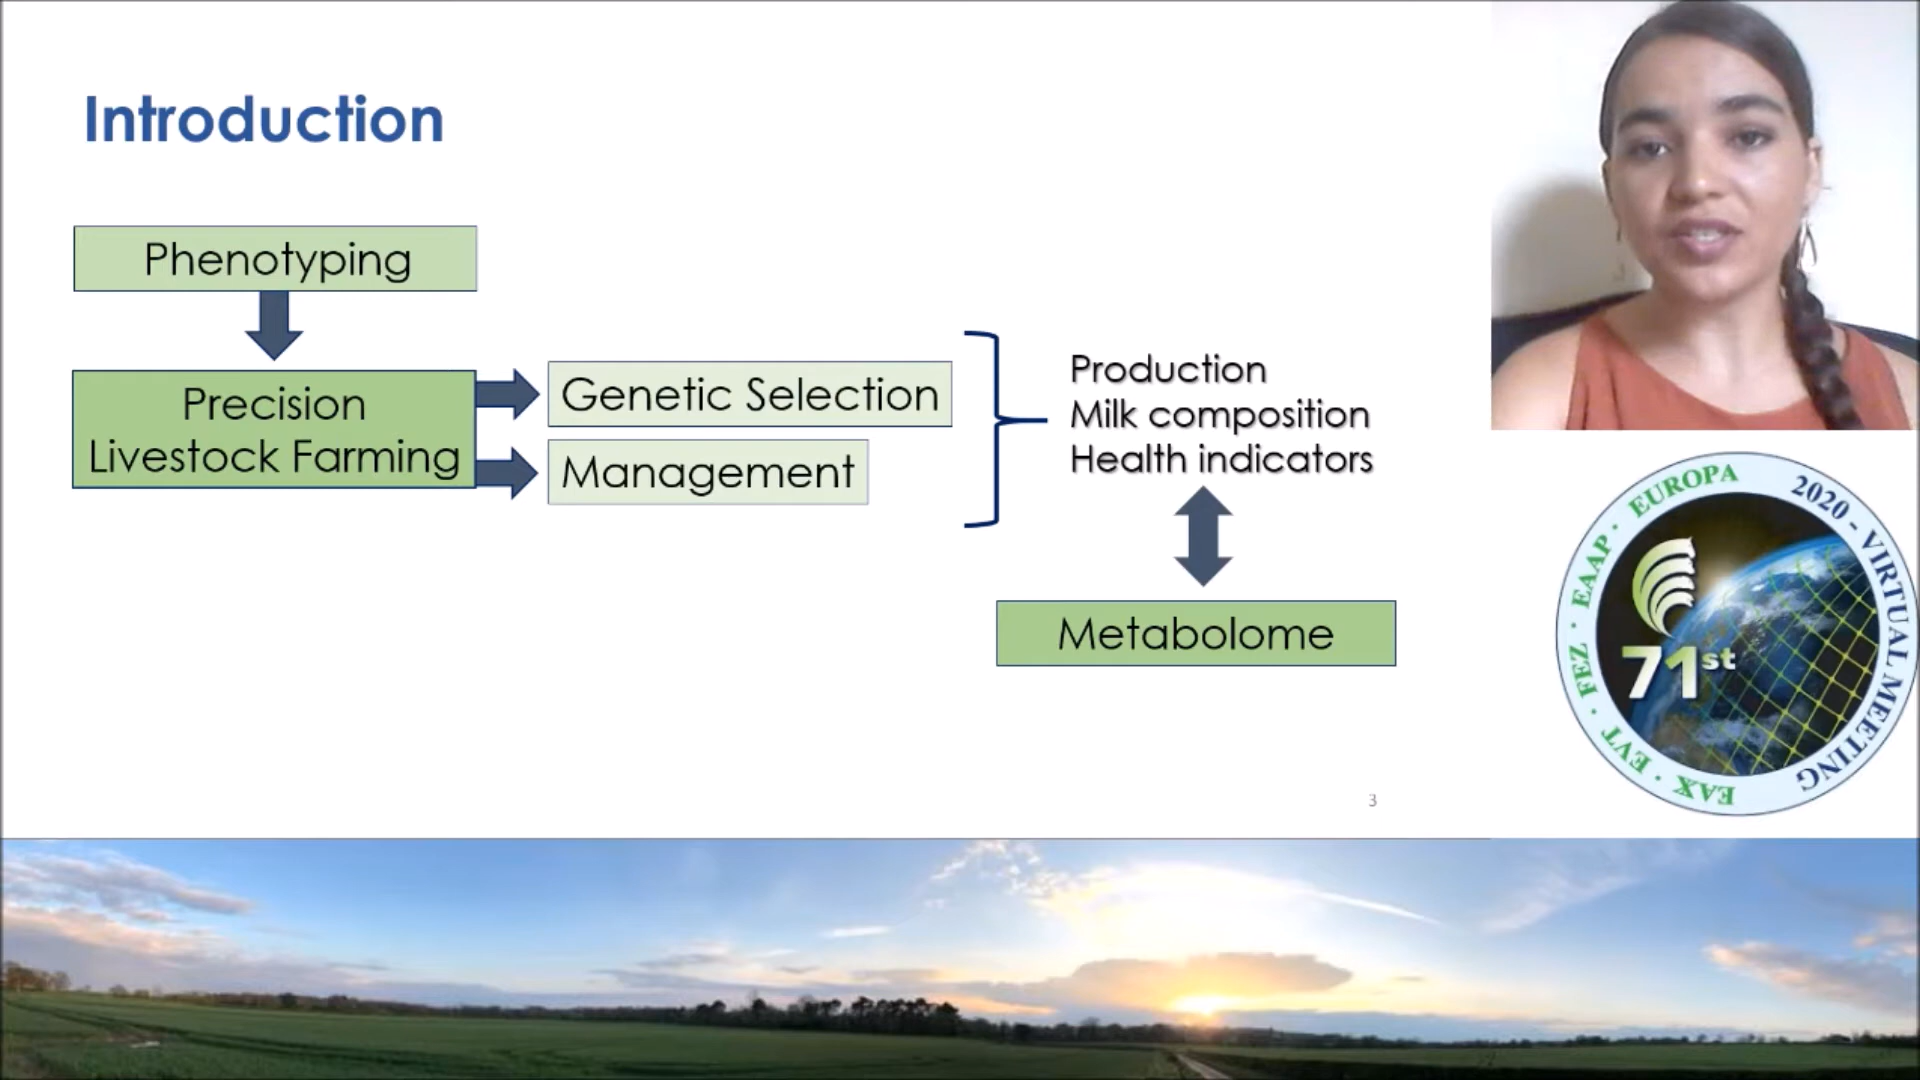 Introduction
Phenotyping
Precision
Livestock Farming
Genetic Selection
Management
Production
Milk composition
Health indicators
Metabolome
3
EAX · EVT · FEZ · EAAP · EUROPA
2020 - VIRTUAL MEETING
71st